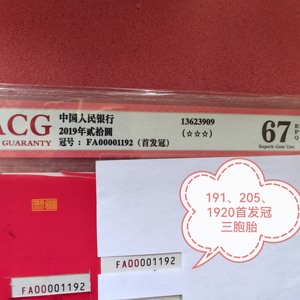 ACG
GUARANTY
中国人民银行
2019年贰拾圆
冠号：FA00001192（首发冠）
13623909
(☆☆☆)
67
EPQ
Superb Gem Unc
191、205、
1920首发冠
三胞胎
FA00001192
FA00001192